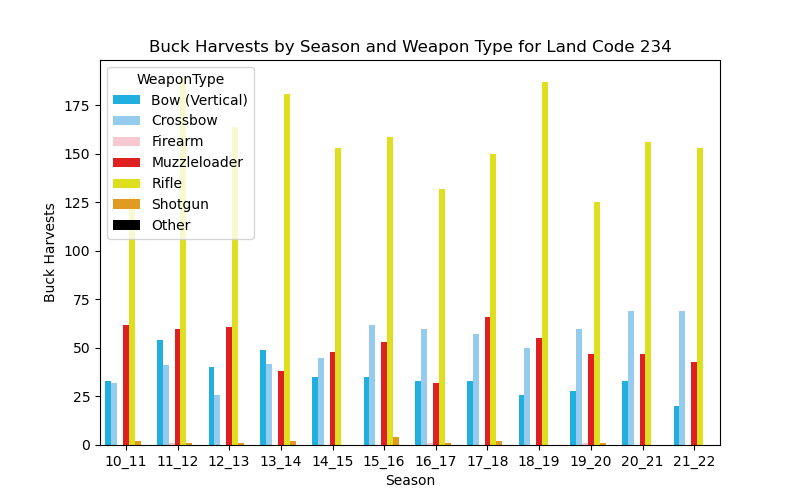 Buck Harvests by Season and Weapon Type for Land Code 234
WeaponType
Bow (Vertical)
Crossbow
Firearm
Muzzleloader
Rifle
Shotgun
Other
Buck Harvests
175
150
125
100
75
50
25
0
10_11 11_12 12_13 13_14 14_15 15_16 16_17 17_18 18_19 19_20 20_21 21_22
Season